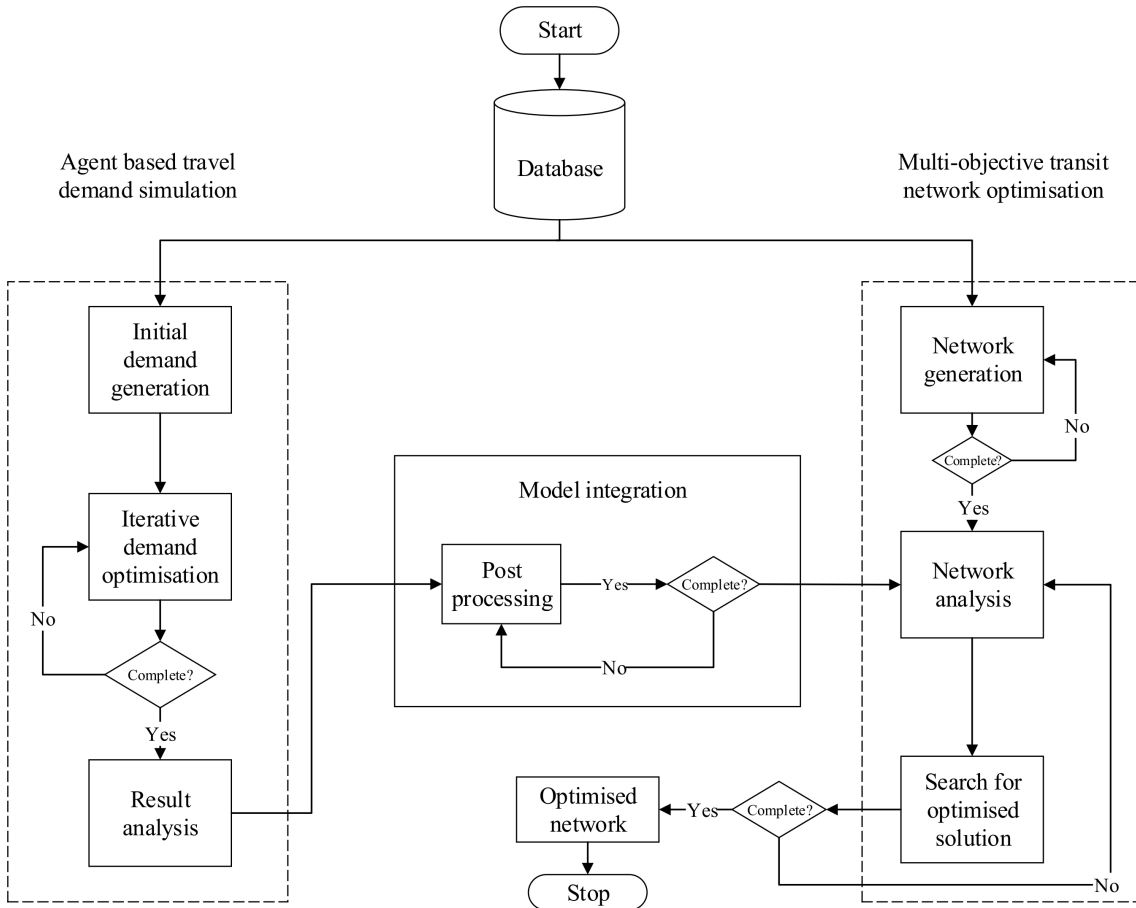 Start
Database
Agent based travel
demand simulation
Multi-objective transit
network optimisation
Initial
demand
generation
Network
generation
No
Complete?
Yes
Model integration
Iterative
demand
optimisation
No
Complete?
Yes
Post
processing
Yes
Complete?
No
Network
analysis
Result
analysis
Search for
optimised
solution
Complete?
Yes
No
Optimised
network
Stop